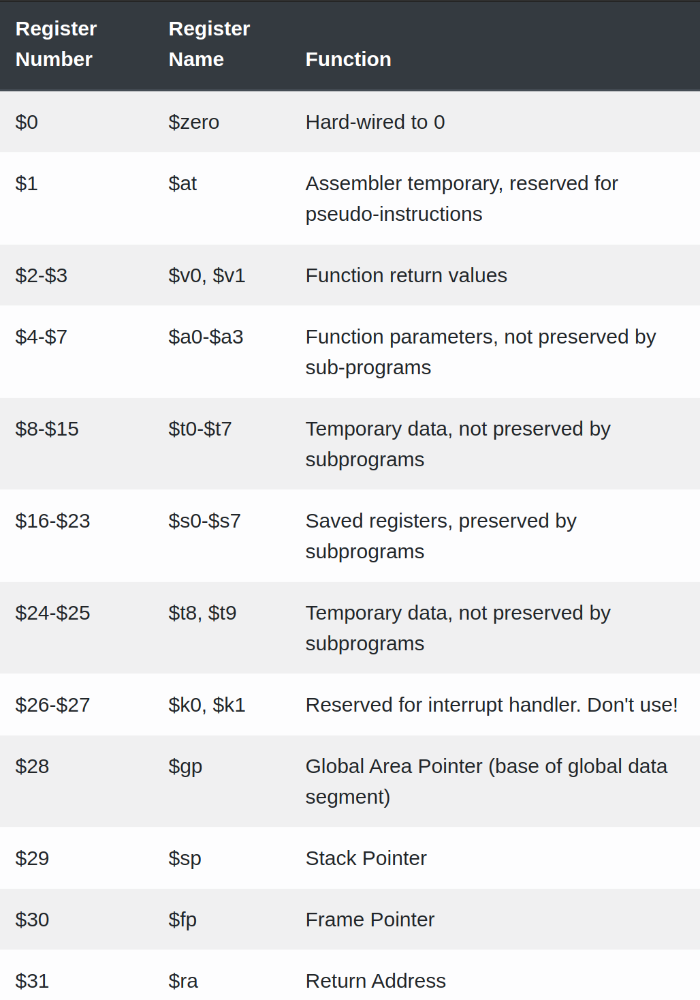 Register Number	Register Name	Function
$0	$zero	Hard-wired to 0
$1	$at	Assembler temporary, reserved for
pseudo-instructions
$2-$3	$v0, $v1	Function return values
$4-$7	$a0-$a3	Function parameters, not preserved by
sub-programs
$8-$15	$t0-$t7	Temporary data, not preserved by
subprograms
$16-$23	$s0-$s7	Saved registers, preserved by
subprograms
$24-$25	$t8, $t9	Temporary data, not preserved by
subprograms
$26-$27	$k0, $k1	Reserved for interrupt handler. Don't use!
$28	$gp	Global Area Pointer (base of global data
segment)
$29	$sp	Stack Pointer
$30	$fp	Frame Pointer
$31	$ra	Return Address